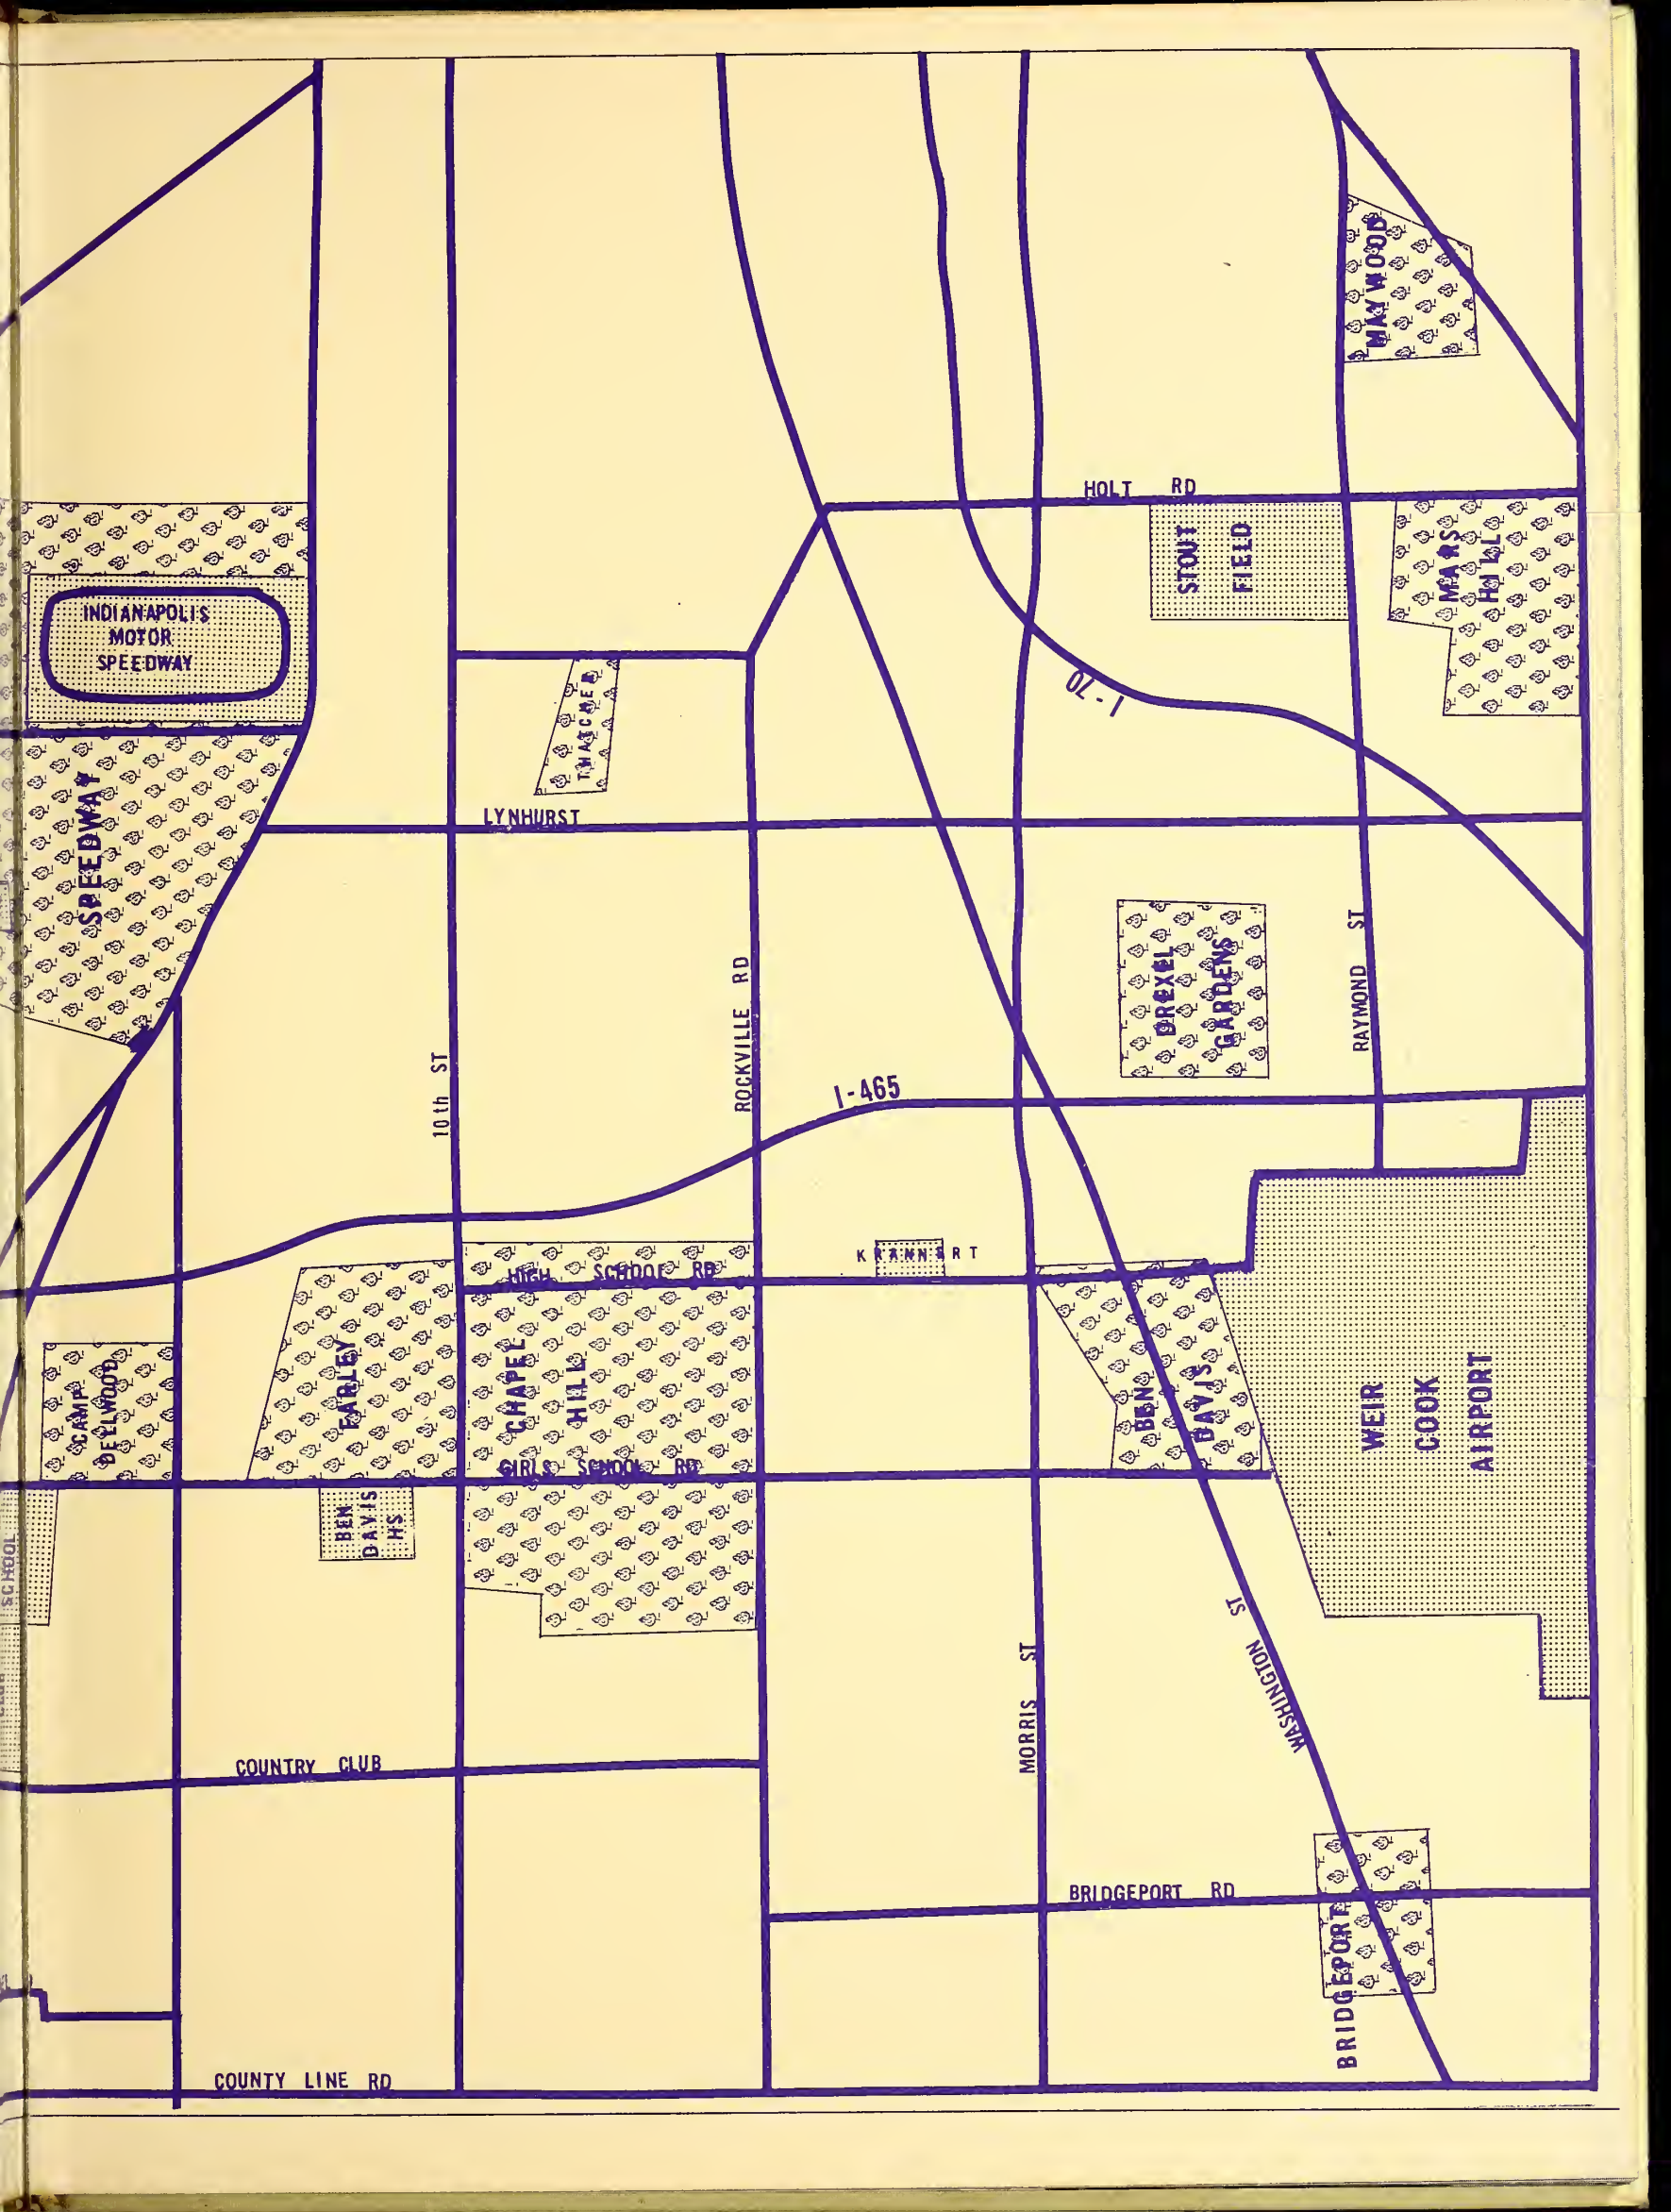 MAYWOOD
HOLT RD
STOUT
FIELD
MARS
HILL
INDIANAPOLIS
MOTOR
SPEEDWAY
I-70
THATCHER
LYNHURST
SPEEDWAY
DREXEL
GARDENS
RAYMOND ST
ROCKVILLE RD
10th ST
I-465
KRANNERT
HIGH SCHOOL RD
CAMP
DELLWOOD
FARLEY
CHAPEL
HILL
BEN
DAVIS
WEIR
COOK
AIRPORT
GIRLS SCHOOL RD
BEN
DAVIS
HS
SCHOOL
WASHINGTON ST
MORRIS ST
COUNTRY CLUB
BRIDGEPORT RD
BRIDGEPORT
COUNTY LINE RD